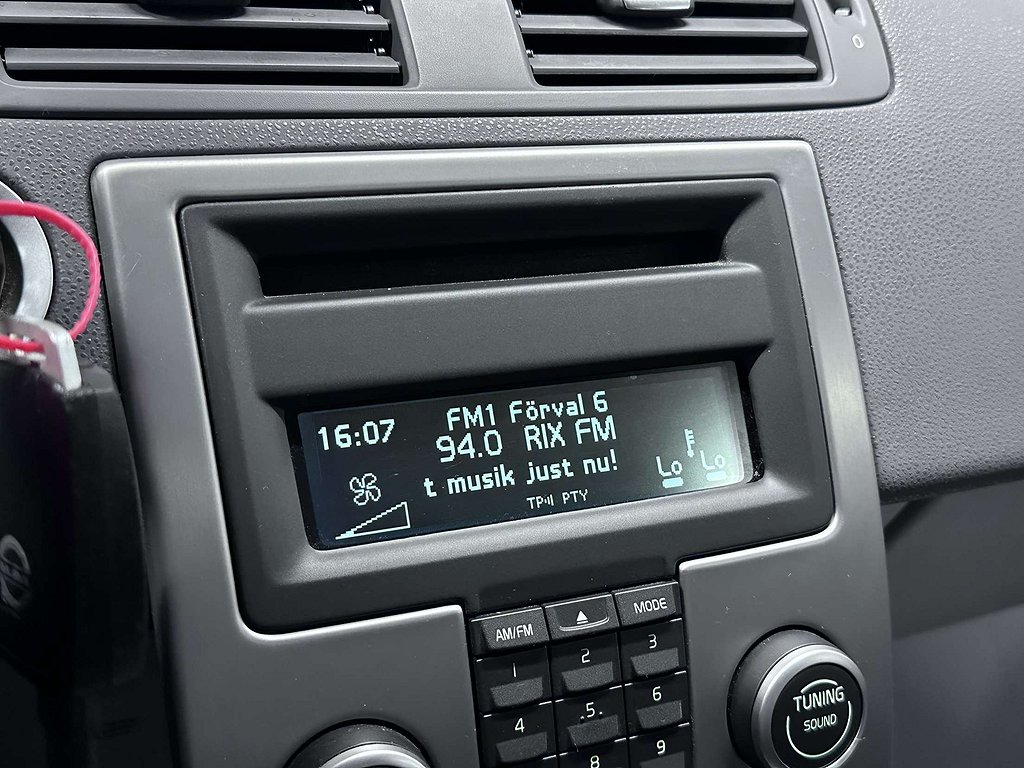 0
16:07
FM1 Förval 6
94.0 RIX FM
t musik just nu!
TP PTY
Lo Lo
AM/FM
MODE
1 2 3
4 .5. 6
8 9
TUNING
SOUND